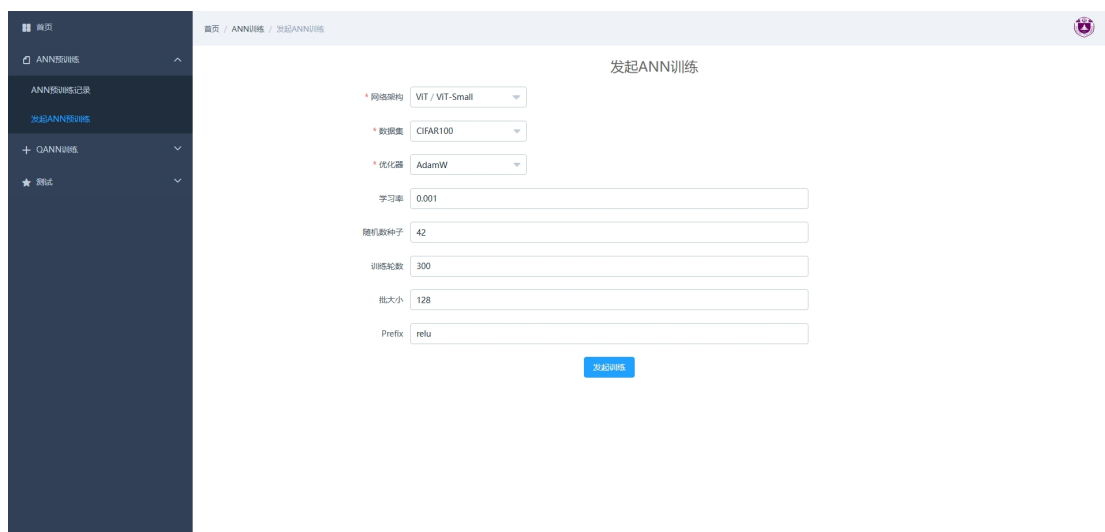 首页
ANN预训练
ANN预训练记录
发起ANN预训练
QANN训练
测试
首页 / ANN训练 / 发起ANN训练
发起ANN训练
* 网络架构 ViT / ViT-Small
* 数据集 CIFAR100
* 优化器 AdamW
学习率 0.001
随机数种子 42
训练轮数 300
批大小 128
Prefix relu
发起训练